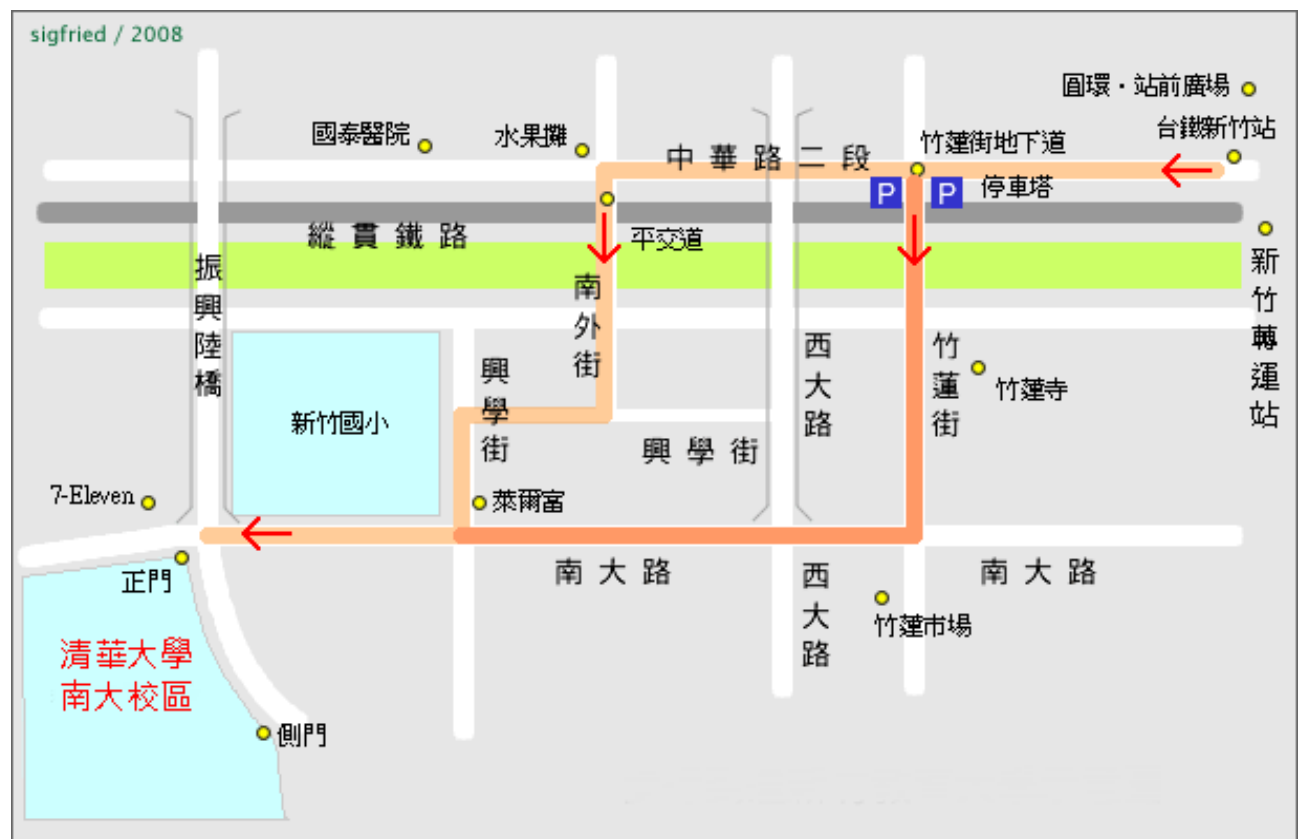 sigfried / 2008
圓環・站前廣場
台鐵新竹站
國泰醫院
水果攤
中華路二段
竹蓮街地下道
P
P
停車塔
縱貫鐵路
平交道
新竹轉運站
振興陸橋
南外街
西大路
竹蓮街
竹蓮寺
興學街
新竹國小
興學街
7-Eleven
萊爾富
正門
南大路
西大路
南大路
竹蓮市場
清華大學
南大校區
側門